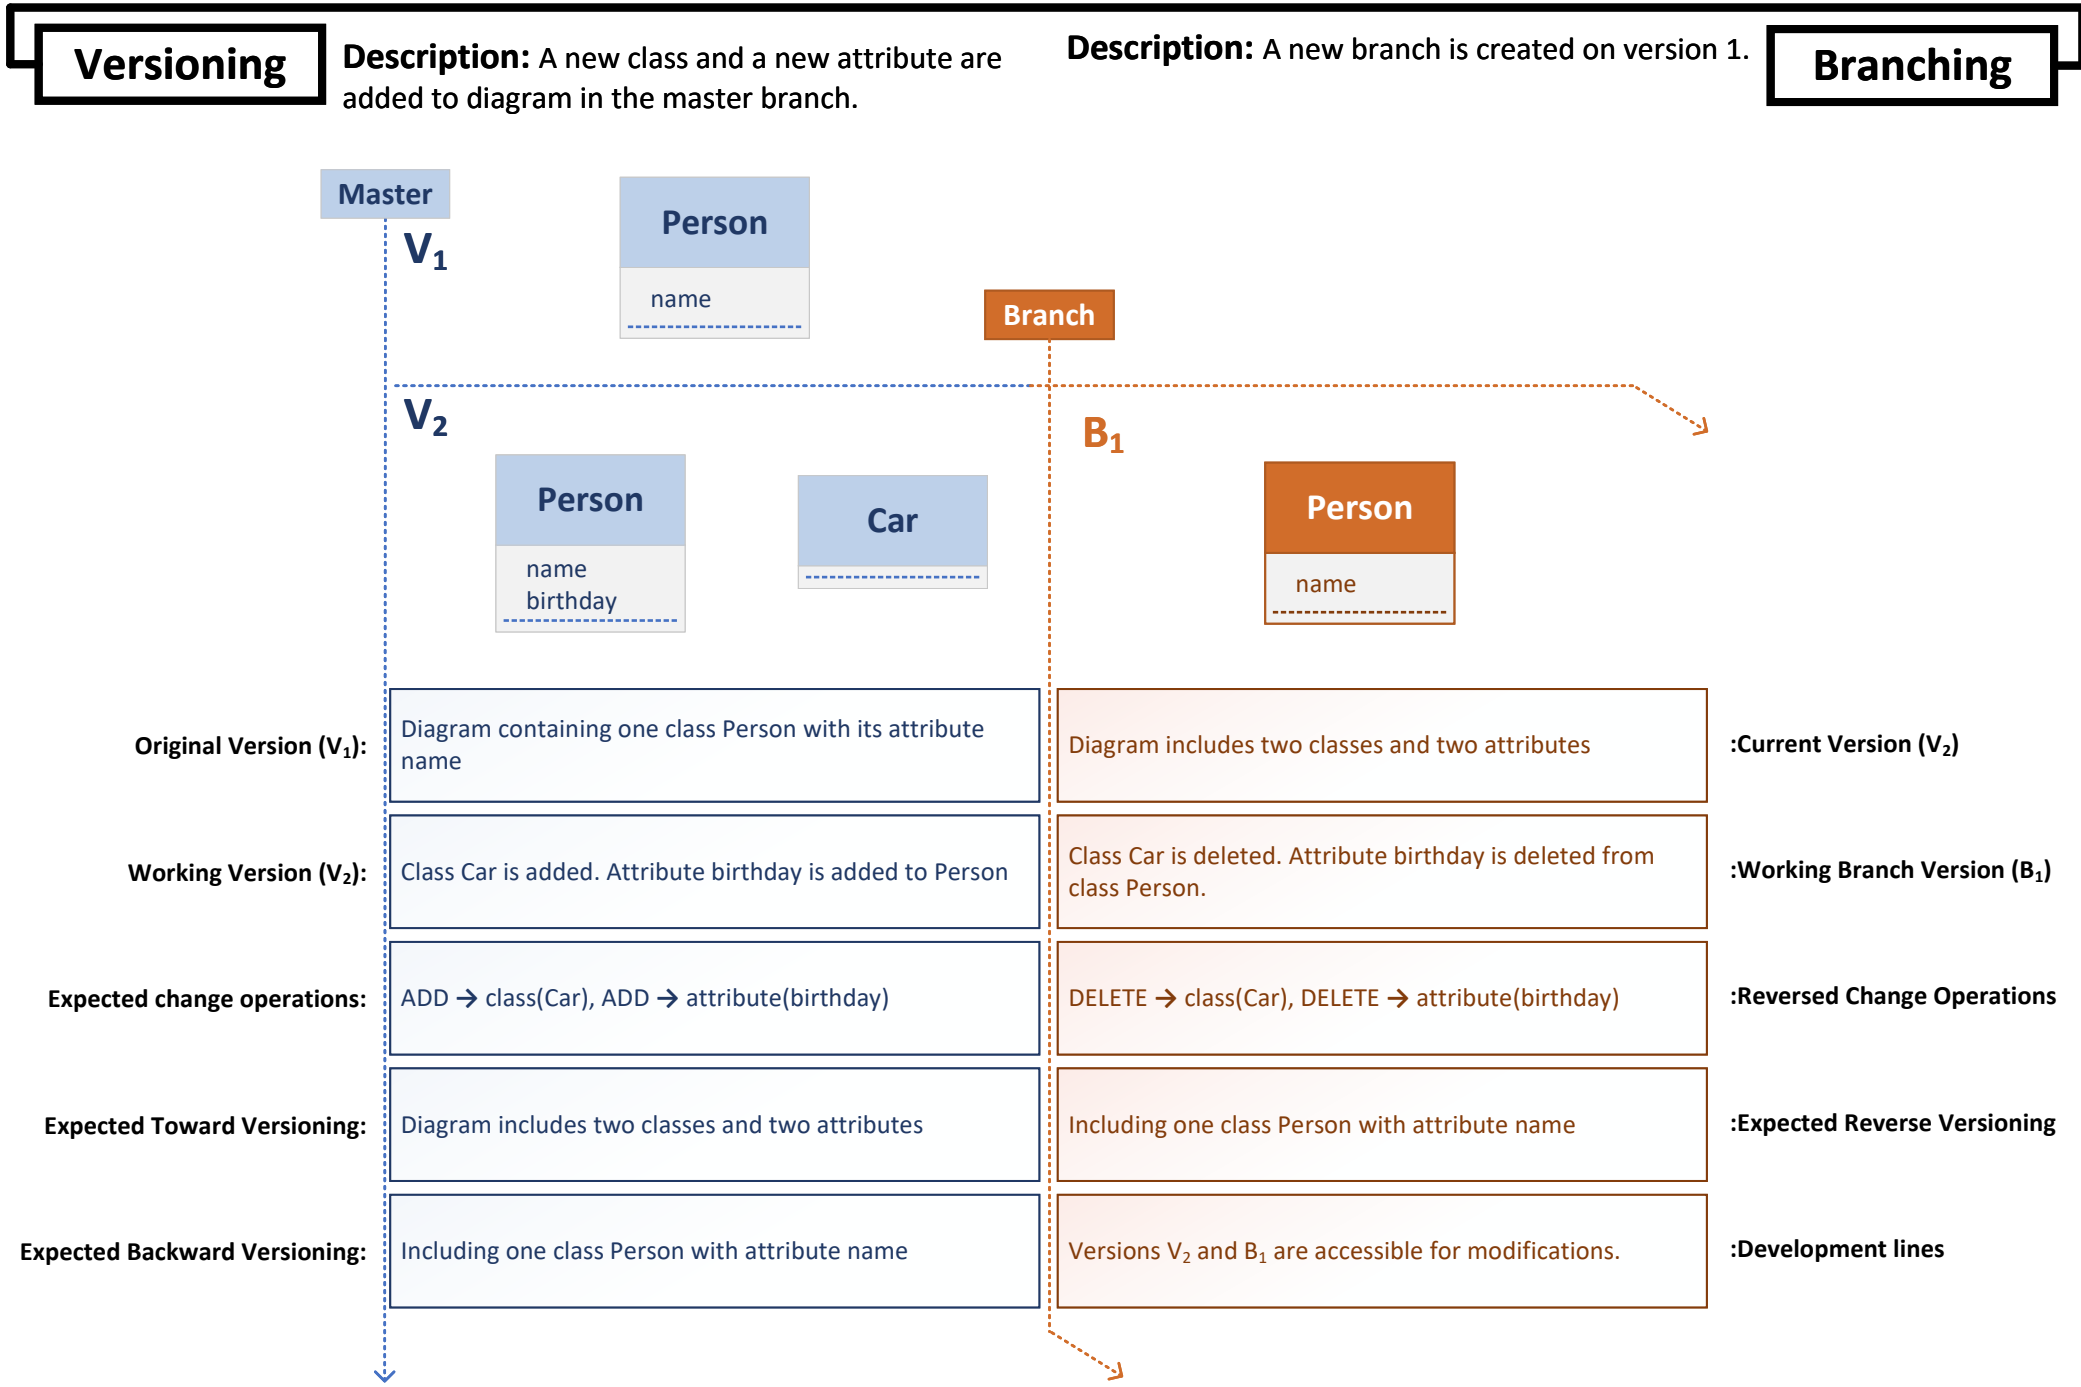 Versioning
Description: A new class and a new attribute are
added to diagram in the master branch.
Description: A new branch is created on version 1.
Branching
Master
V1
Person
name
Branch
V2
B1
Person
name
birthday
Car
Person
name
Original Version (V1):
Diagram containing one class Person with its attribute
name
Diagram includes two classes and two attributes
:Current Version (V2)
Working Version (V2):
Class Car is added. Attribute birthday is added to Person
Class Car is deleted. Attribute birthday is deleted from
class Person.
:Working Branch Version (B1)
Expected change operations:
ADD → class(Car), ADD → attribute(birthday)
DELETE → class(Car), DELETE → attribute(birthday)
:Reversed Change Operations
Expected Toward Versioning:
Diagram includes two classes and two attributes
Including one class Person with attribute name
:Expected Reverse Versioning
Expected Backward Versioning:
Including one class Person with attribute name
Versions V2 and B1 are accessible for modifications.
:Development lines